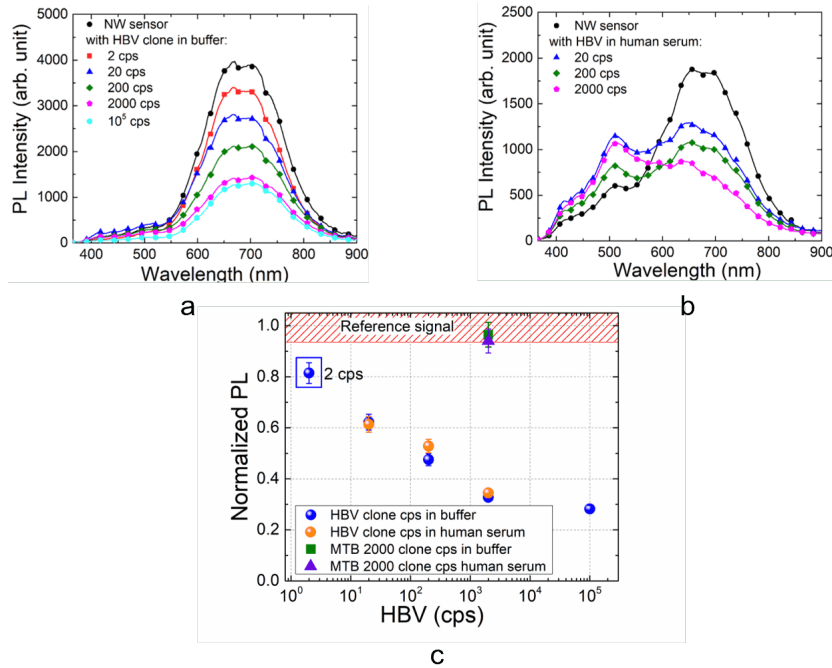 NW sensor
with HBV clone in buffer:
2 cps
20 cps
200 cps
2000 cps
10⁵ cps
PL Intensity (arb. unit)
0
1000
2000
3000
4000
5000
400 500 600 700 800 900
Wavelength (nm)
a
NW sensor
with HBV in human serum:
20 cps
200 cps
2000 cps
PL Intensity (arb. unit)
0
500
1000
1500
2000
2500
400 500 600 700 800 900
Wavelength (nm)
b
Reference signal
2 cps
Normalized PL
1.0
0.8
0.6
0.4
0.2
0.0
HBV clone cps in buffer
HBV clone cps in human serum
MTB 2000 clone cps in buffer
MTB 2000 clone cps human serum
10⁰ 10¹ 10² 10³ 10⁴ 10⁵
HBV (cps)
c